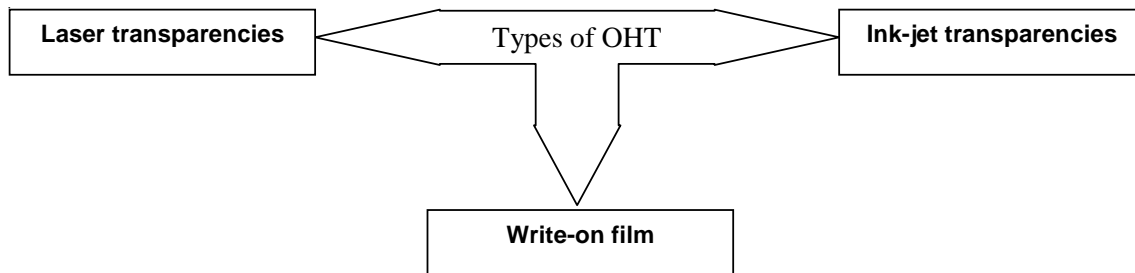 Laser transparencies
Types of OHT
Ink-jet transparencies
Write-on film